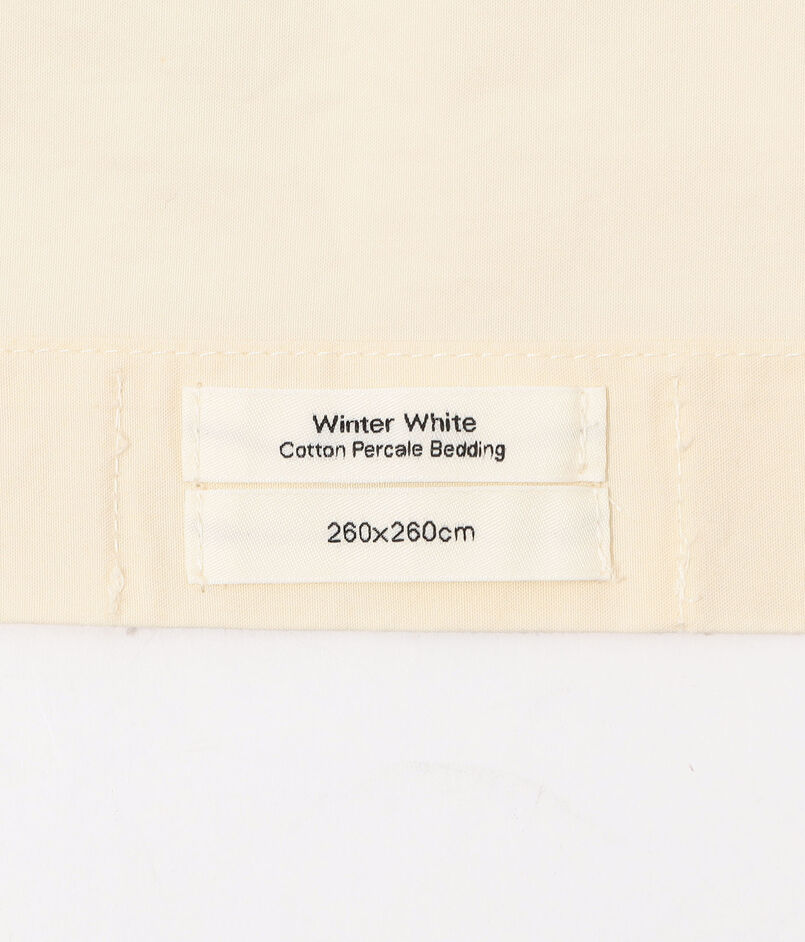 Winter White
Cotton Percale Bedding
260x260cm